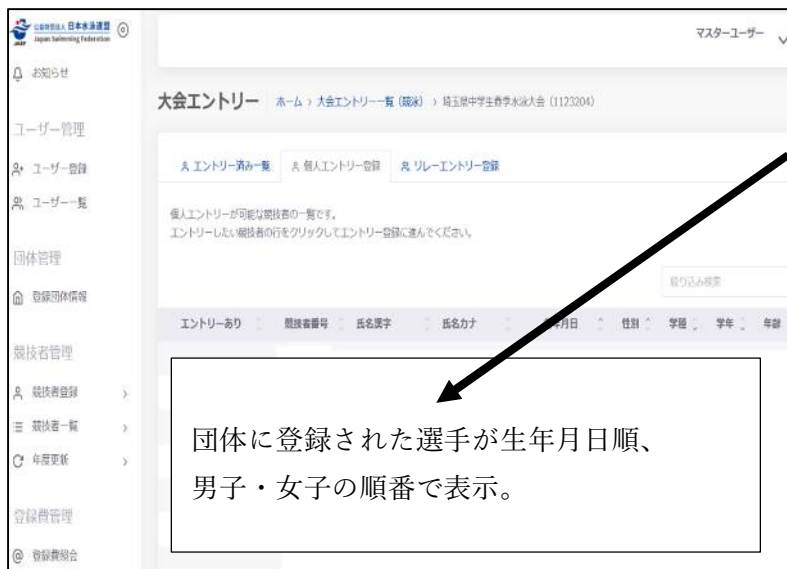 公益財団法人 日本水泳連盟
Japan Swimming Federation
マスターユーザー
お知らせ
大会エントリー ホーム › 大会エントリー一覧 (競泳) › 埼玉県中学生春季水泳大会 (1123204)
ユーザー管理
ユーザー登録
ユーザー一覧
エントリー済み一覧 個人エントリー登録 リレーエントリー登録
個人エントリーが可能な競技者の一覧です。
エントリーしたい競技者の行をクリックしてエントリー登録に進んでください。
団体管理
登録団体情報
絞り込み検索
エントリーあり 競技者番号 氏名漢字 氏名カナ 年月日 性別 学種 学年 年齢
競技者管理
競技者登録
競技者一覧
年度更新
団体に登録された選手が生年月日順、
男子・女子の順番で表示。
登録費管理
登録費照会